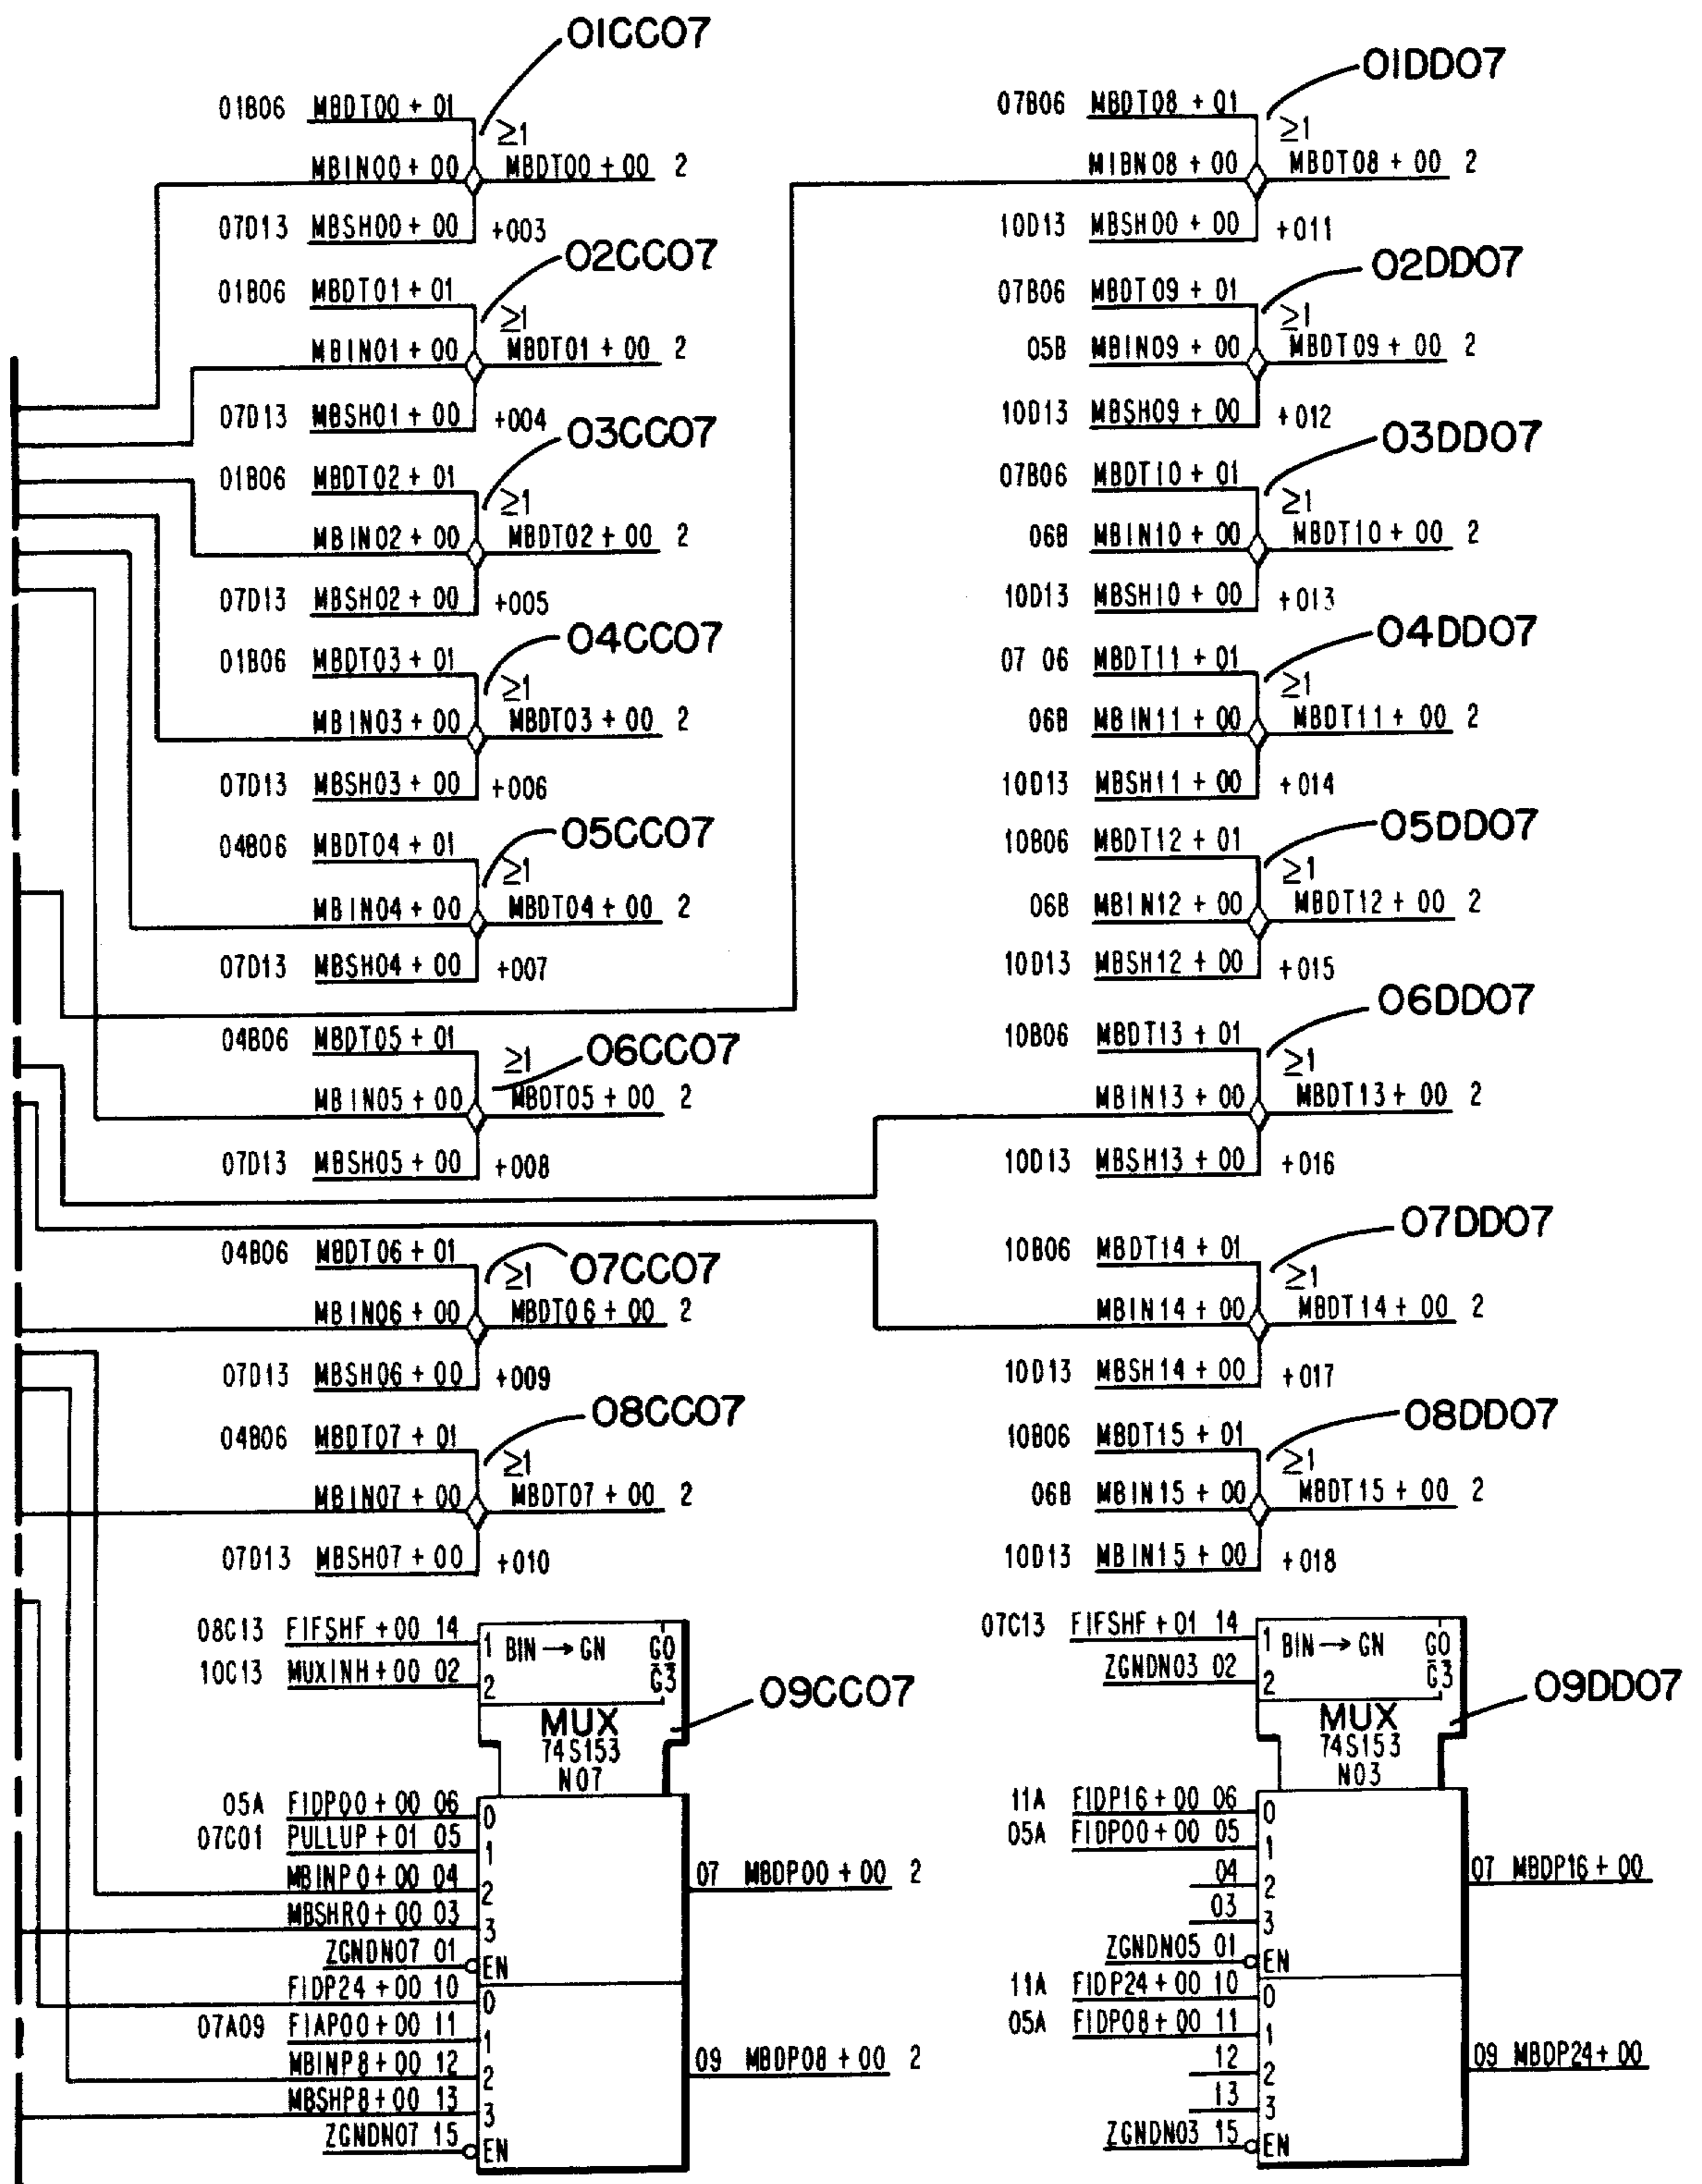 01CC07
01B06 MBDT00 + 01
≥1
MBIN00 + 00 MBDT00 + 00 2
07D13 MBSH00 + 00 +003
02CC07
01B06 MBDT01 + 01
≥1
MBIN01 + 00 MBDT01 + 00 2
07D13 MBSH01 + 00 +004
03CC07
01B06 MBDT02 + 01
≥1
MBIN02 + 00 MBDT02 + 00 2
07D13 MBSH02 + 00 +005
04CC07
01B06 MBDT03 + 01
≥1
MBIN03 + 00 MBDT03 + 00 2
07D13 MBSH03 + 00 +006
05CC07
04B06 MBDT04 + 01
≥1
MBIN04 + 00 MBDT04 + 00 2
07D13 MBSH04 + 00 +007
06CC07
04B06 MBDT05 + 01
≥1
MBIN05 + 00 MBDT05 + 00 2
07D13 MBSH05 + 00 +008
07CC07
04B06 MBDT06 + 01
≥1
MBIN06 + 00 MBDT06 + 00 2
07D13 MBSH06 + 00 +009
08CC07
04B06 MBDT07 + 01
≥1
MBIN07 + 00 MBDT07 + 00 2
07D13 MBSH07 + 00 +010
08C13 FIFSHF + 00 14 1 BIN → GN G0
10C13 MUXINH + 00 02 2 G3
09CC07
MUX
74S153
N07
05A FIDP00 + 00 06 0
07C01 PULLUP + 01 05 1
MBINP0 + 00 04 2 07 MBDP00 + 00 2
MBSHR0 + 00 03 3
ZGNDN07 01 EN
FIDP24 + 00 10 0
07A09 FIAP00 + 00 11 1
MBINP8 + 00 12 2 09 MBDP08 + 00 2
MBSHP8 + 00 13 3
ZGNDN07 15 EN
01DD07
07B06 MBDT08 + 01
≥1
MIBN08 + 00 MBDT08 + 00 2
10D13 MBSH00 + 00 +011
02DD07
07B06 MBDT09 + 01
≥1
05B MBIN09 + 00 MBDT09 + 00 2
10D13 MBSH09 + 00 +012
03DD07
07B06 MBDT10 + 01
≥1
06B MBIN10 + 00 MBDT10 + 00 2
10D13 MBSH10 + 00 +013
04DD07
07 06 MBDT11 + 01
≥1
06B MBIN11 + 00 MBDT11 + 00 2
10D13 MBSH11 + 00 +014
05DD07
10B06 MBDT12 + 01
≥1
06B MBIN12 + 00 MBDT12 + 00 2
10D13 MBSH12 + 00 +015
06DD07
10B06 MBDT13 + 01
≥1
MBIN13 + 00 MBDT13 + 00 2
10D13 MBSH13 + 00 +016
07DD07
10B06 MBDT14 + 01
≥1
MBIN14 + 00 MBDT14 + 00 2
10D13 MBSH14 + 00 +017
08DD07
10B06 MBDT15 + 01
≥1
06B MBIN15 + 00 MBDT15 + 00 2
10D13 MBIN15 + 00 +018
07C13 FIFSHF + 01 14 1 BIN → GN G0
ZGNDN03 02 2 G3
09DD07
MUX
74S153
N03
11A FIDP16 + 00 06 0
05A FIDP00 + 00 05 1
04 2 07 MBDP16 + 00
03 3
ZGNDN05 01 EN
11A FIDP24 + 00 10 0
05A FIDP08 + 00 11 1
12 2 09 MBDP24 + 00
13 3
ZGNDN03 15 EN